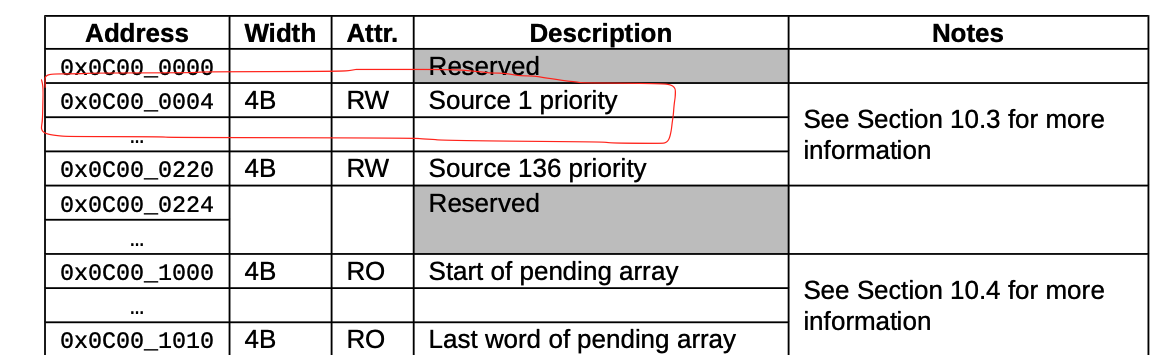 Address Width Attr. Description Notes
0x0C00_0000 Reserved
0x0C00_0004 4B RW Source 1 priority See Section 10.3 for more
information
…
0x0C00_0220 4B RW Source 136 priority
0x0C00_0224 Reserved
…
0x0C00_1000 4B RO Start of pending array See Section 10.4 for more
information
…
0x0C00_1010 4B RO Last word of pending array